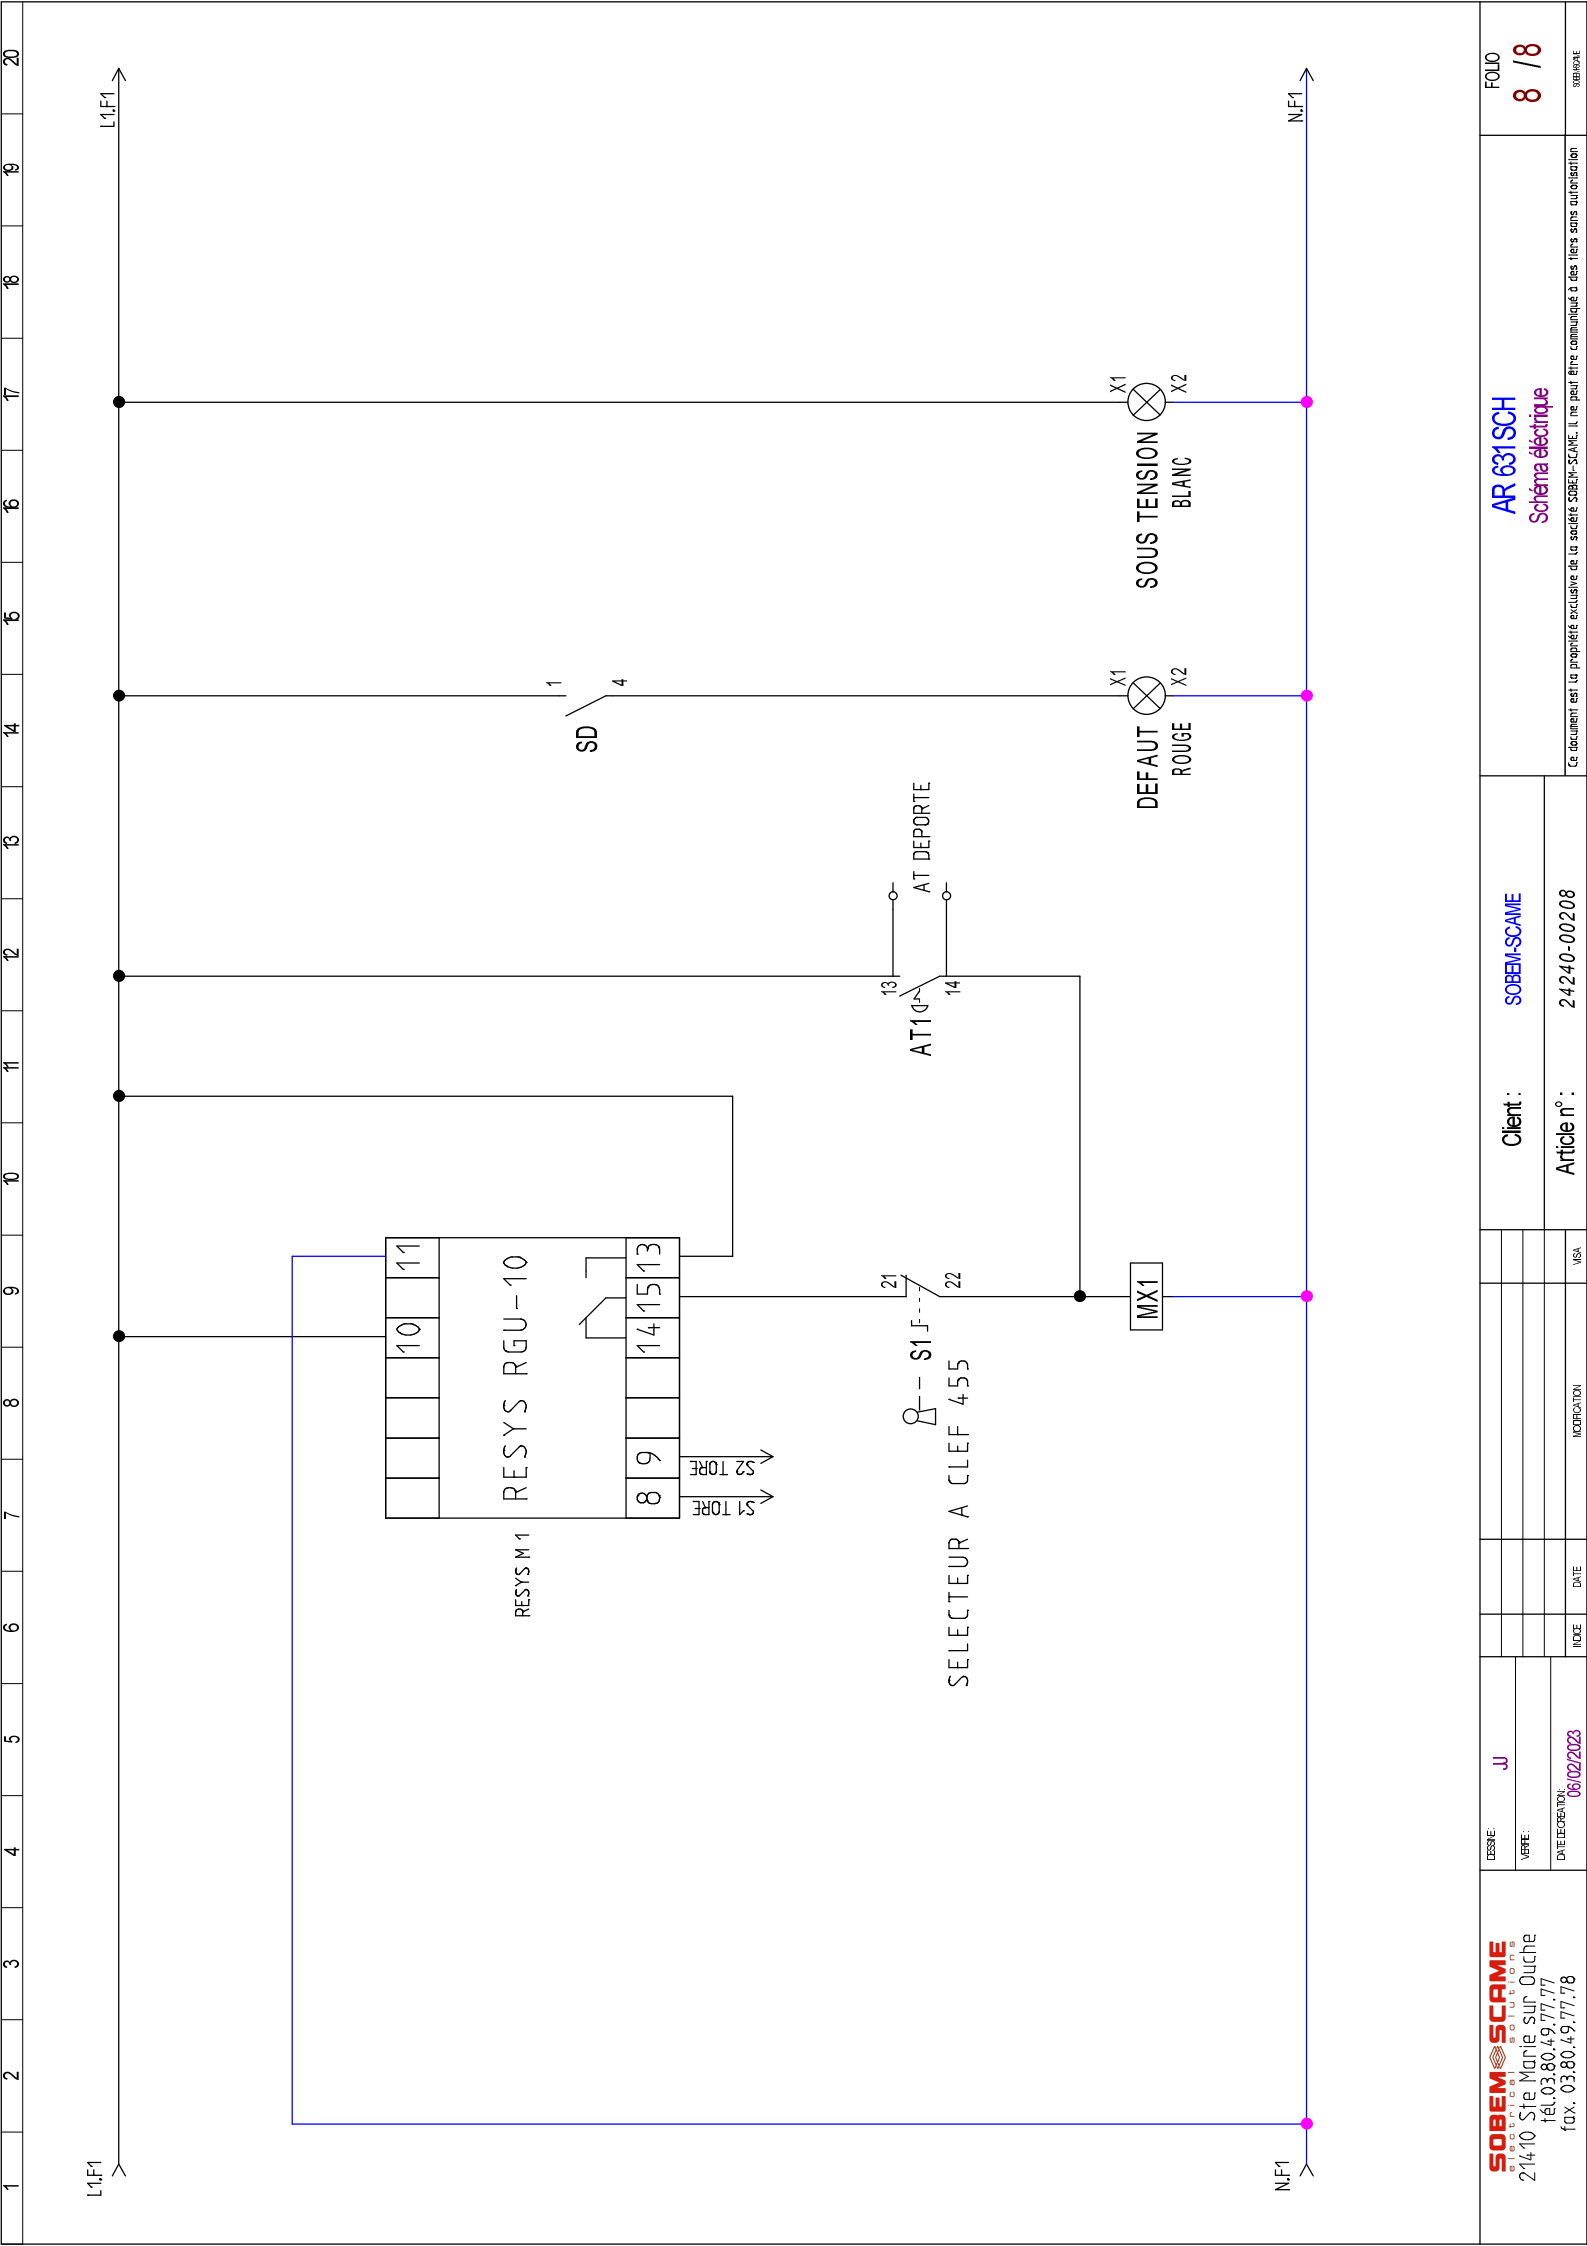 1 2 3 4 5 6 7 8 9 10 11 12 13 14 15 16 17 18 19 20
L1.F1
L1.F1
10
11
RESYS M 1
RESYS RGU-10
8
9
14
15
13
S1 TORE
S2 TORE
SD
1
4
21
22
S1
SELECTEUR A CLEF 455
13
14
AT1
AT DEPORTE
MX1
X1
X2
DEFAUT
ROUGE
X1
X2
SOUS TENSION
BLANC
N.F1
N.F1
SOBEM SCAME
electrical solutions
21410 Ste Marie sur Ouche
tél.03.80.49.77.77
fax. 03.80.49.77.78
DESSINE :
JJ
VERIFIE :
DATE DE CREATION:
06/02/2023
INDICE
DATE
MODIFICATION
VISA
Client :
SOBEM-SCAME
Article n° :
24240-00208
AR 631 SCH
Schéma éléctrique
Ce document est la propriété exclusive de la société SOBEM-SCAME, il ne peut être communiqué à des tiers sans autorisation
FOLIO
8 /8
SOBEM-SCAME